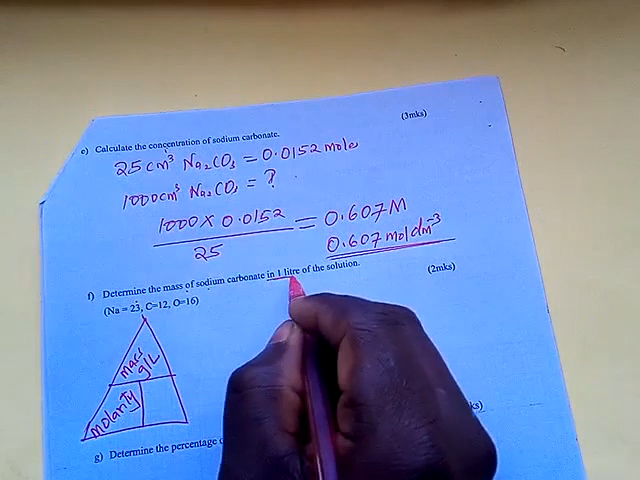 (3mks)
e) Calculate the concentration of sodium carbonate.
25cm³ Na₂CO₃ = 0.0152 mole
1000cm³ Na₂CO₃ = ?
1000 x 0.0152
25
= 0.607M
0.607 mol dm⁻³
f) Determine the mass of sodium carbonate in 1 litre of the solution.
(2mks)
(Na = 23, C=12, O=16)
mass
g/L
molarity
g) Determine the percentage